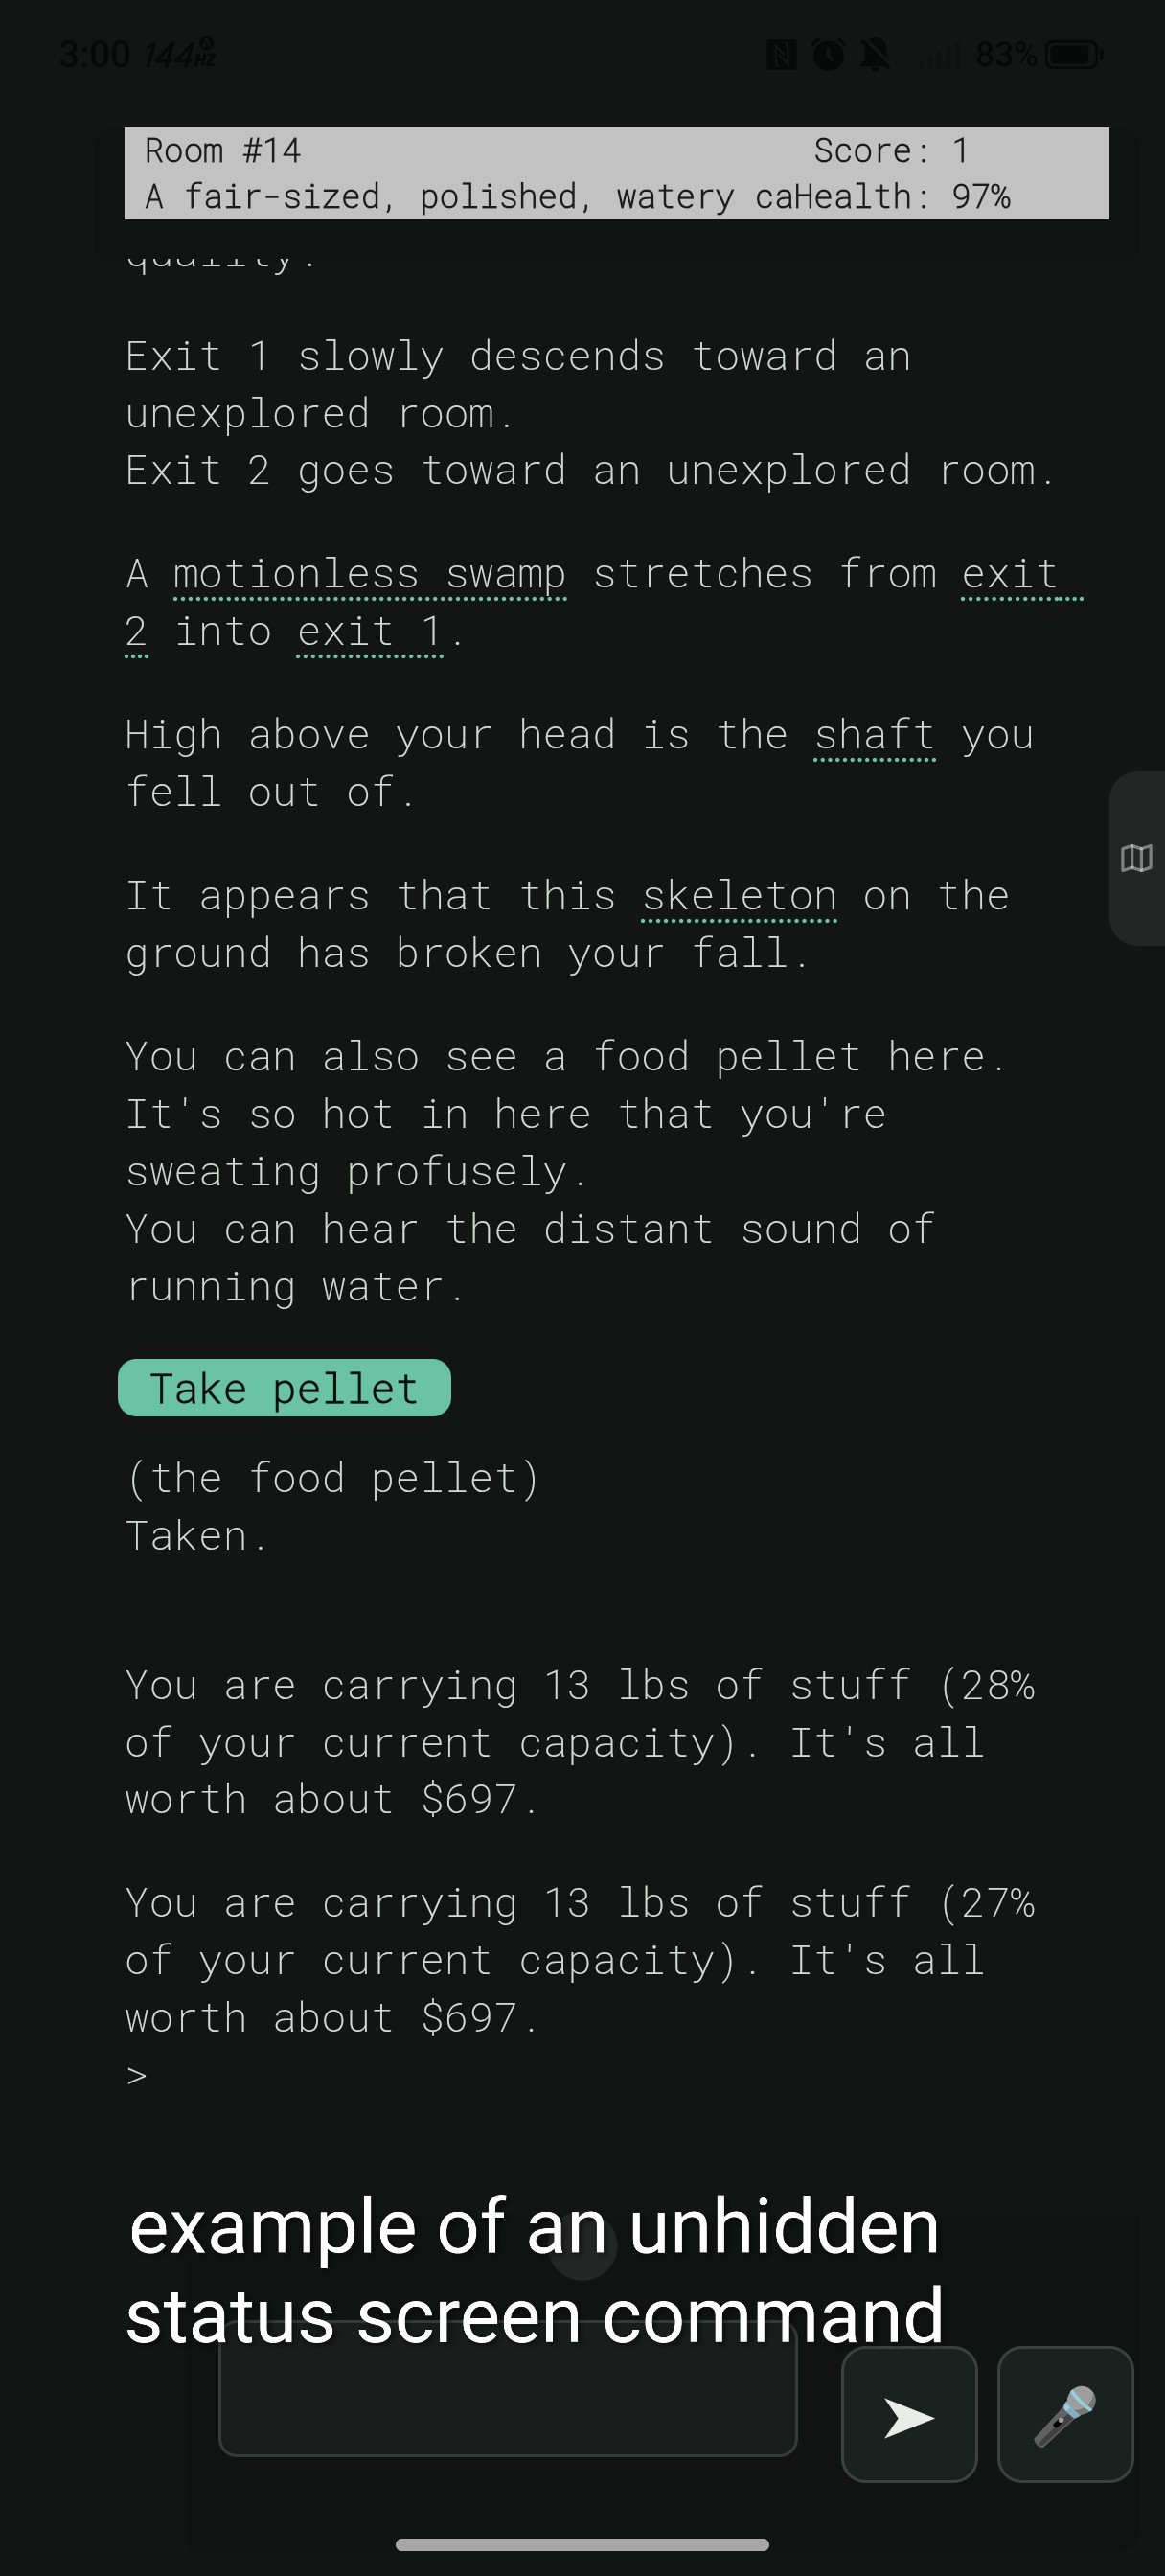 3:00 144HZ 83%
Room #14 Score: 1
A fair-sized, polished, watery caHealth: 97%
quality.
Exit 1 slowly descends toward an
unexplored room.
Exit 2 goes toward an unexplored room.
A motionless swamp stretches from exit
2 into exit 1.
High above your head is the shaft you
fell out of.
It appears that this skeleton on the
ground has broken your fall.
You can also see a food pellet here.
It's so hot in here that you're
sweating profusely.
You can hear the distant sound of
running water.
Take pellet
(the food pellet)
Taken.
You are carrying 13 lbs of stuff (28%
of your current capacity). It's all
worth about $697.
You are carrying 13 lbs of stuff (27%
of your current capacity). It's all
worth about $697.
>
example of an unhidden
status screen command